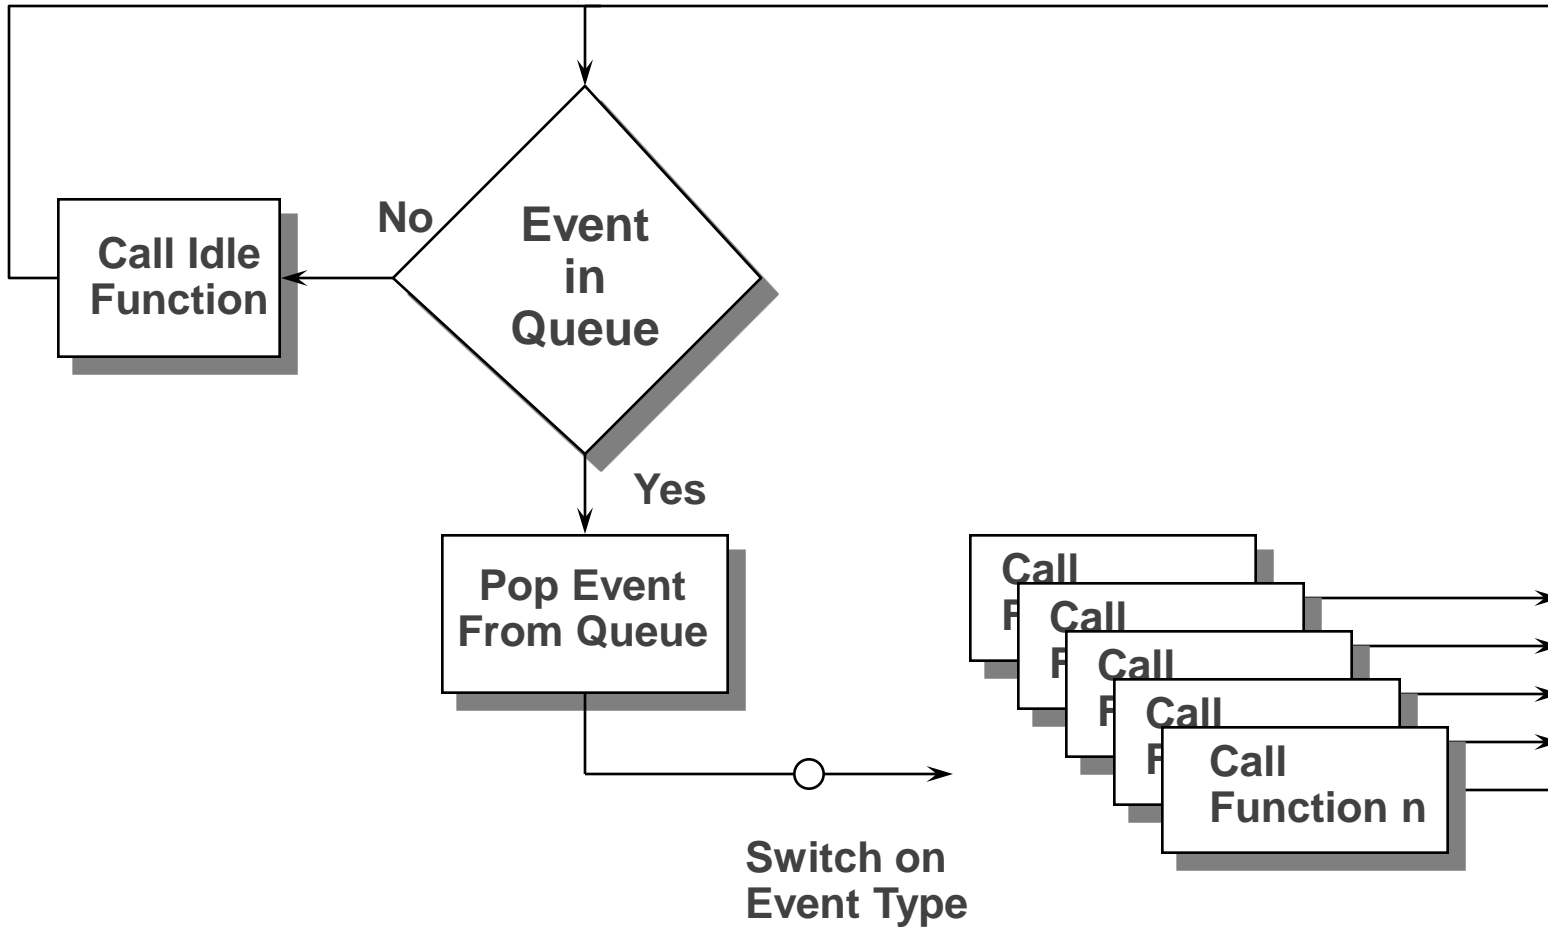 No
Event
in
Queue
Call Idle
Function
Yes
Pop Event
From Queue
Call
Call
Call
Call
Call
Function n
Switch on
Event Type